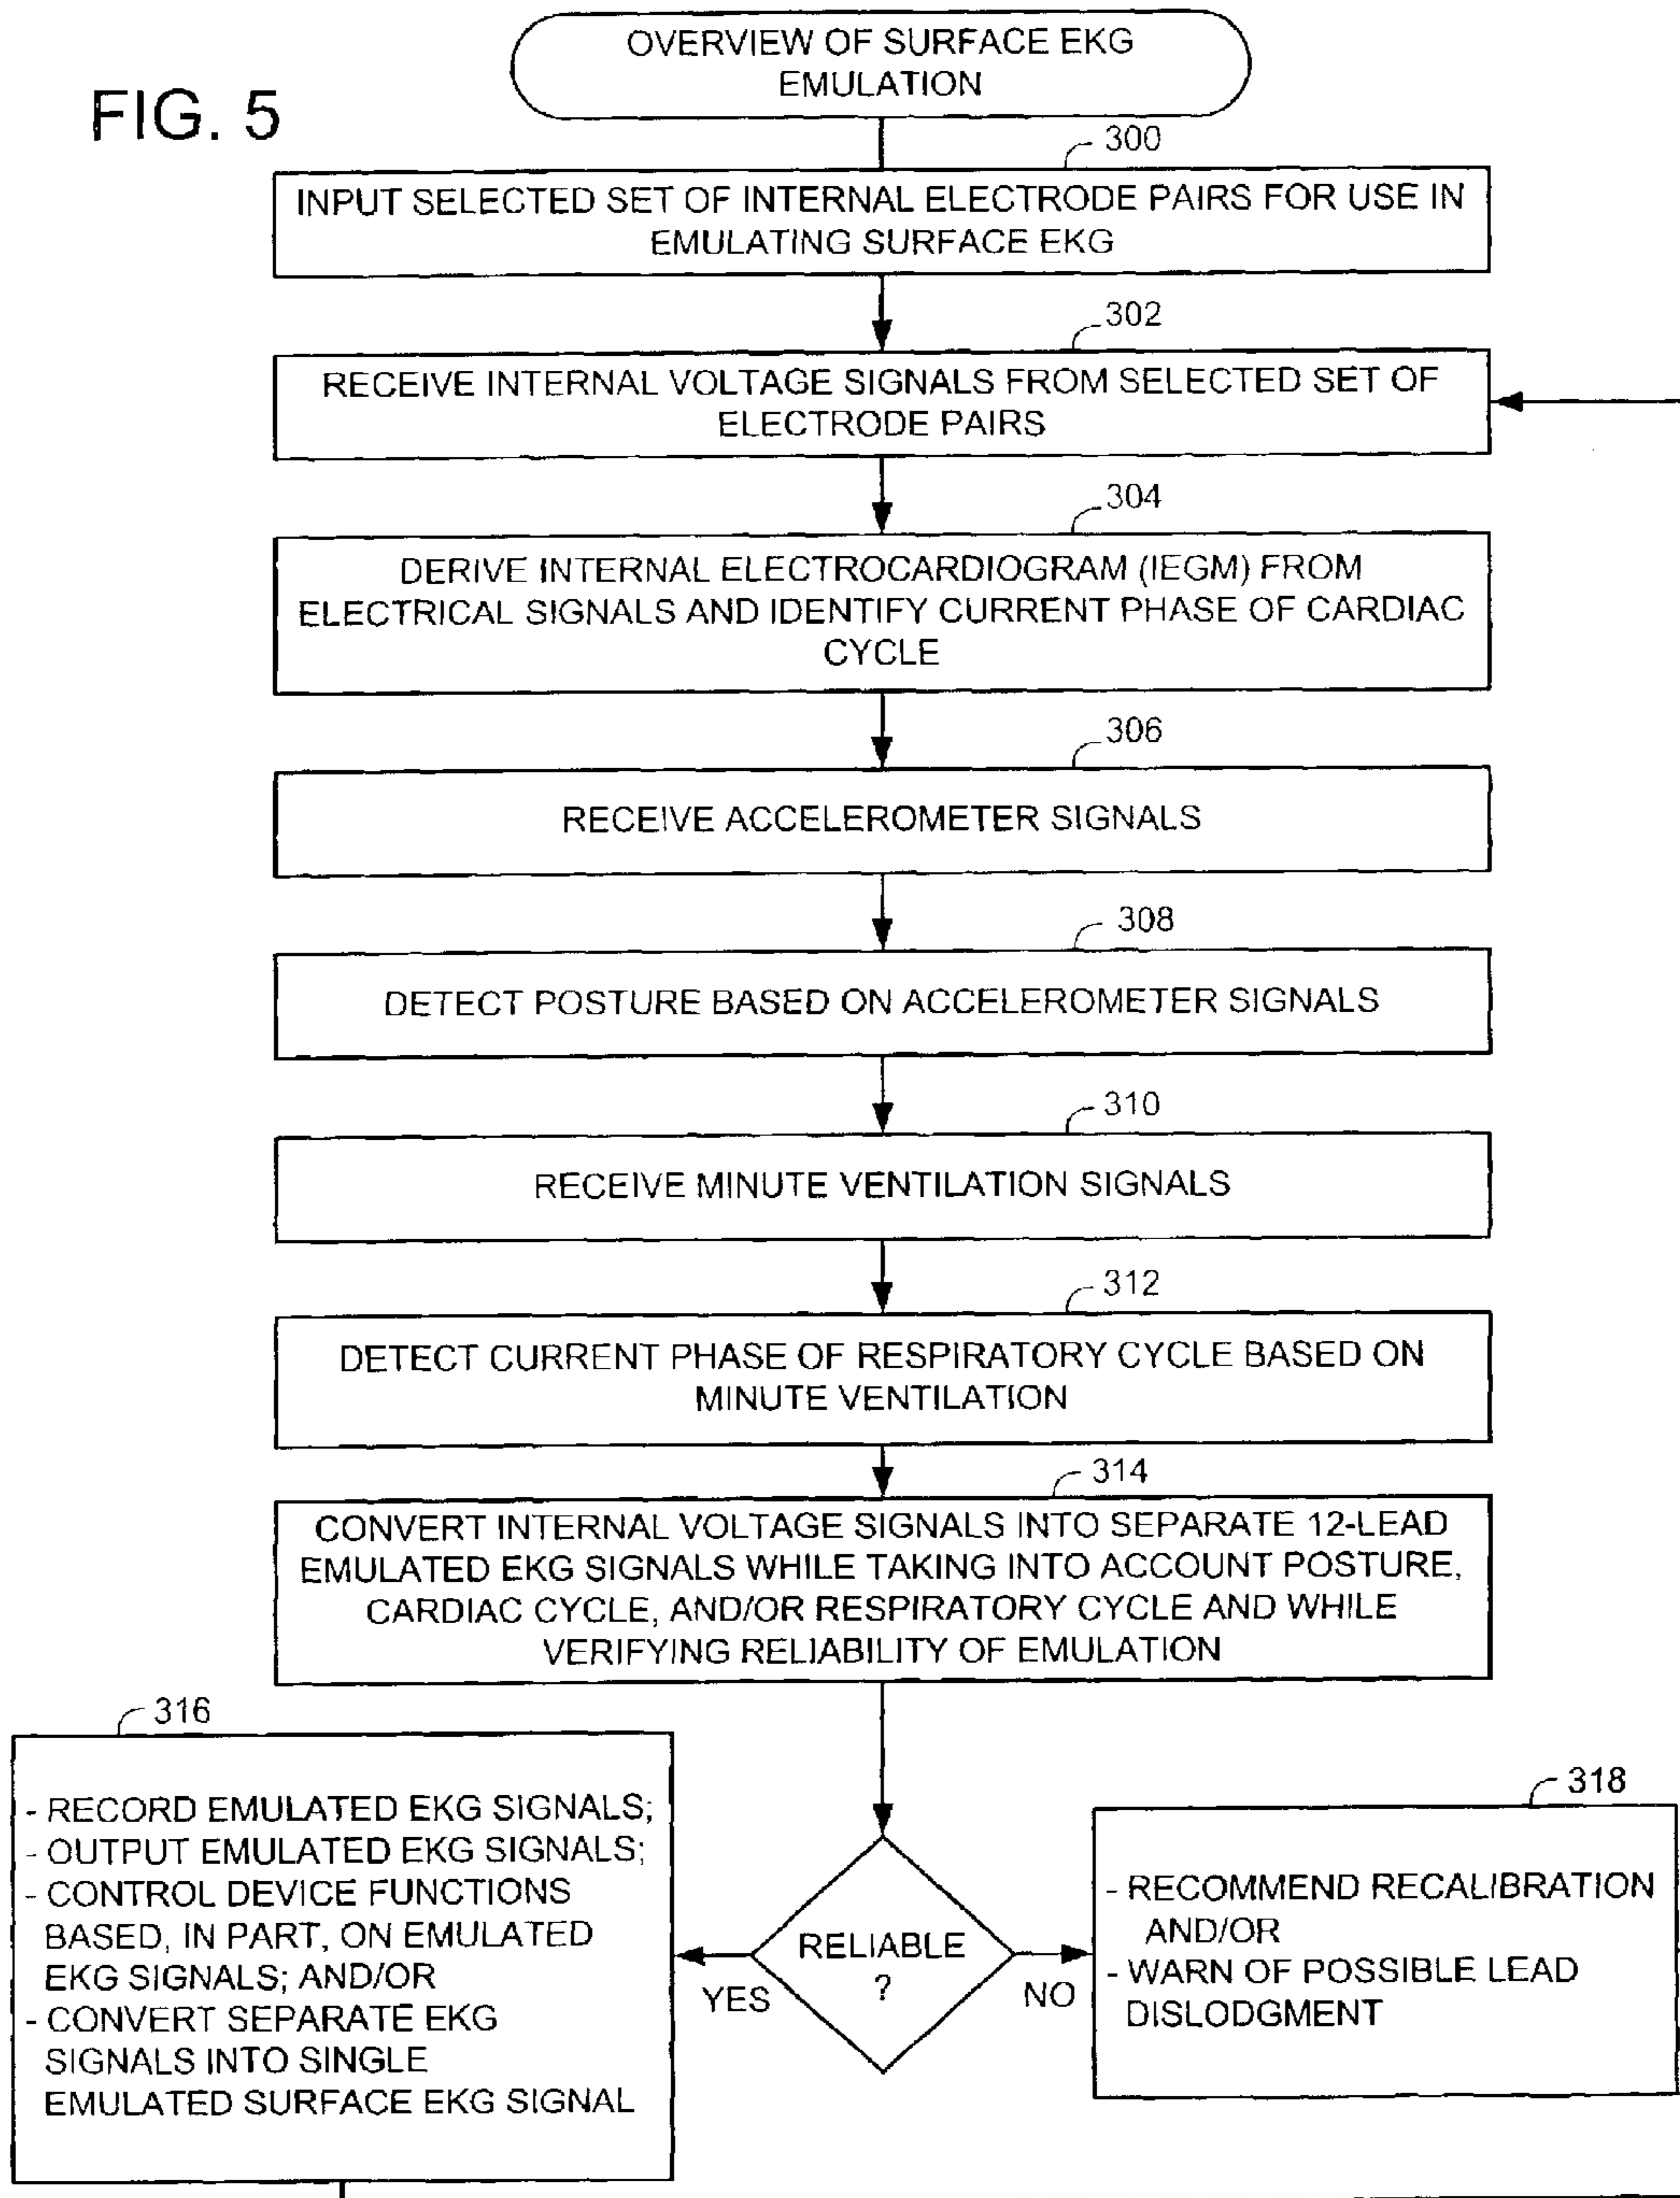 OVERVIEW OF SURFACE EKG
EMULATION
FIG. 5
300
INPUT SELECTED SET OF INTERNAL ELECTRODE PAIRS FOR USE IN
EMULATING SURFACE EKG
302
RECEIVE INTERNAL VOLTAGE SIGNALS FROM SELECTED SET OF
ELECTRODE PAIRS
304
DERIVE INTERNAL ELECTROCARDIOGRAM (IEGM) FROM
ELECTRICAL SIGNALS AND IDENTIFY CURRENT PHASE OF CARDIAC
CYCLE
306
RECEIVE ACCELEROMETER SIGNALS
308
DETECT POSTURE BASED ON ACCELEROMETER SIGNALS
310
RECEIVE MINUTE VENTILATION SIGNALS
312
DETECT CURRENT PHASE OF RESPIRATORY CYCLE BASED ON
MINUTE VENTILATION
314
CONVERT INTERNAL VOLTAGE SIGNALS INTO SEPARATE 12-LEAD
EMULATED EKG SIGNALS WHILE TAKING INTO ACCOUNT POSTURE,
CARDIAC CYCLE, AND/OR RESPIRATORY CYCLE AND WHILE
VERIFYING RELIABILITY OF EMULATION
316
- RECORD EMULATED EKG SIGNALS;
- OUTPUT EMULATED EKG SIGNALS;
- CONTROL DEVICE FUNCTIONS
BASED, IN PART, ON EMULATED
EKG SIGNALS; AND/OR
- CONVERT SEPARATE EKG
SIGNALS INTO SINGLE
EMULATED SURFACE EKG SIGNAL
RELIABLE
?
YES
NO
318
- RECOMMEND RECALIBRATION
AND/OR
- WARN OF POSSIBLE LEAD
DISLODGMENT